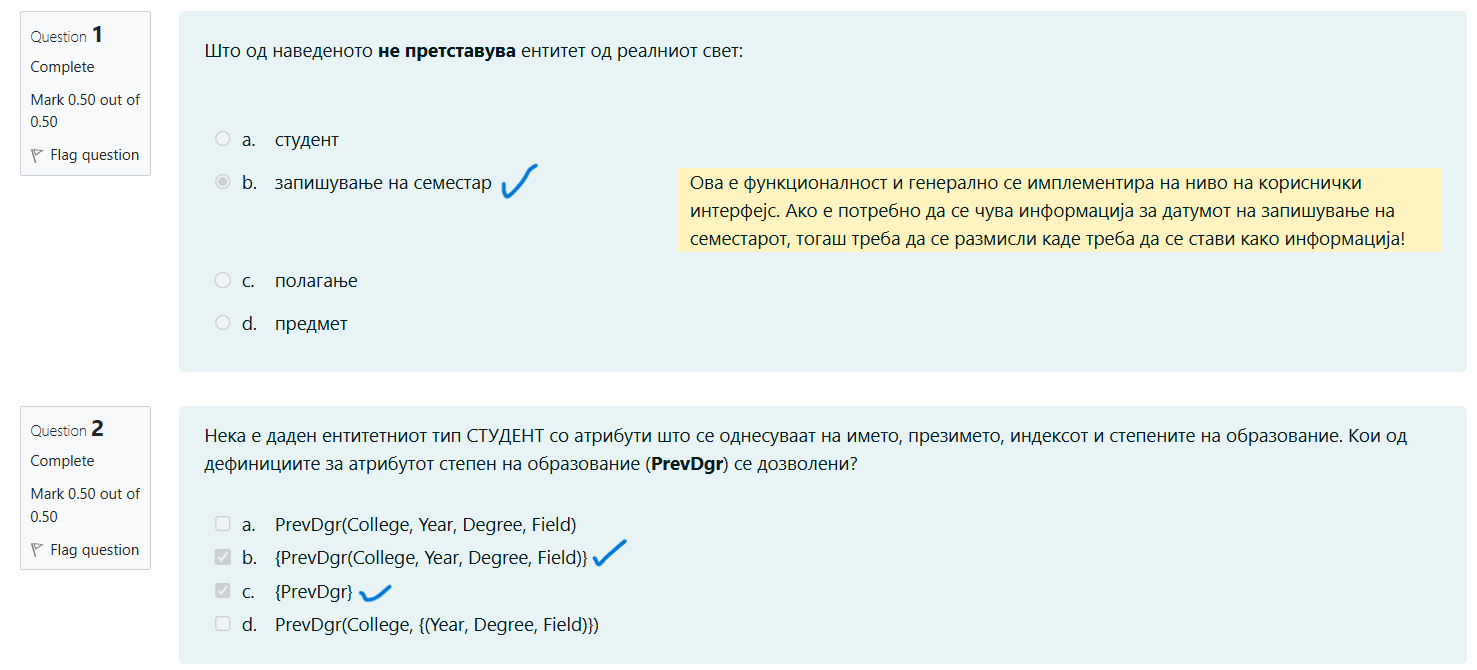 Question 1
Complete
Mark 0.50 out of
0.50
Flag question
Што од наведеното не претставува ентитет од реалниот свет:
a. студент
b. запишување на семестар
Ова е функционалност и генерално се имплементира на ниво на кориснички
интерфејс. Ако е потребно да се чува информација за датумот на запишување на
семестарот, тогаш треба да се размисли каде треба да се стави како информација!
c. полагање
d. предмет
Question 2
Complete
Mark 0.50 out of
0.50
Flag question
Нека е даден ентитетниот тип СТУДЕНТ со атрибути што се однесуваат на името, презимето, индексот и степените на образование. Кои од
дефинициите за атрибутот степен на образование (PrevDgr) се дозволени?
a. PrevDgr(College, Year, Degree, Field)
b. {PrevDgr(College, Year, Degree, Field)}
c. {PrevDgr}
d. PrevDgr(College, {(Year, Degree, Field)})